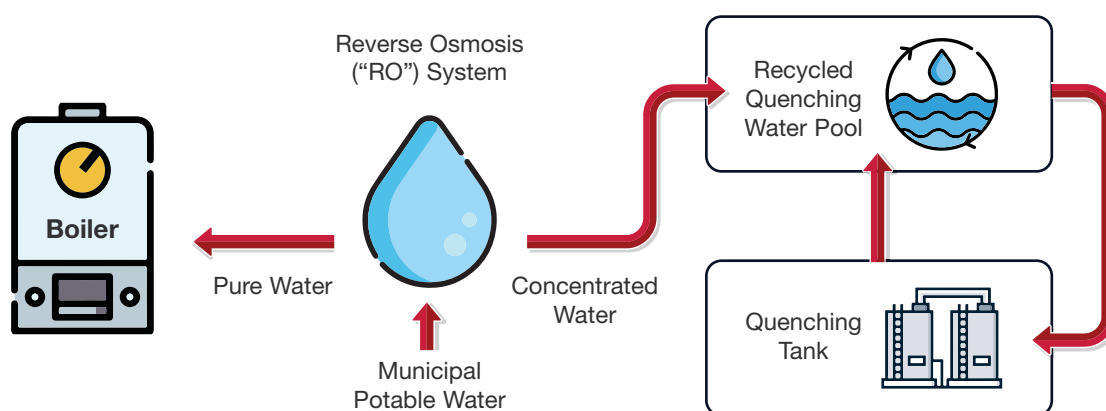 Reverse Osmosis
(“RO”) System
Recycled
Quenching
Water Pool
Boiler
Pure Water
Concentrated
Water
Quenching
Tank
Municipal
Potable Water